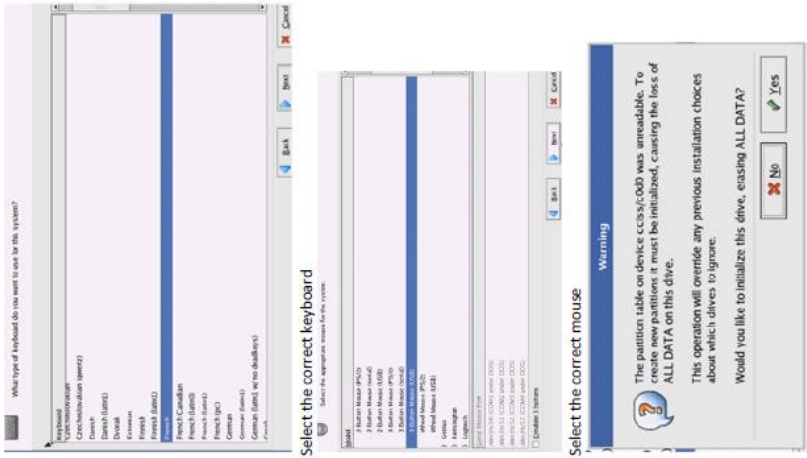 What type of keyboard do you want to use for this system?
Keyboard
Czechoslovakian
Czechoslovakian (qwertz)
Danish
Danish (latin1)
Dvorak
Estonian
Finnish
Finnish (latin1)
French
French Canadian
French (latin0)
French (latin1)
French (pc)
German
German (latin1)
German (latin1 w/ no deadkeys)
Back
Next
Cancel
Select the correct keyboard
Select the appropriate mouse for the system.
Model
2 Button Mouse (PS/2)
2 Button Mouse (serial)
2 Button Mouse (USB)
3 Button Mouse (PS/2)
3 Button Mouse (serial)
3 Button Mouse (USB)
Wheel Mouse (PS/2)
Wheel Mouse (USB)
Genius
Kensington
Logitech
Emulate 3 buttons
Back
Next
Cancel
Select the correct mouse
Warning
The partition table on device cciss/c0d0 was unreadable. To
create new partitions it must be initialized, causing the loss of
ALL DATA on this drive.
This operation will override any previous installation choices
about which drives to ignore.
Would you like to initialize this drive, erasing ALL DATA?
No
Yes